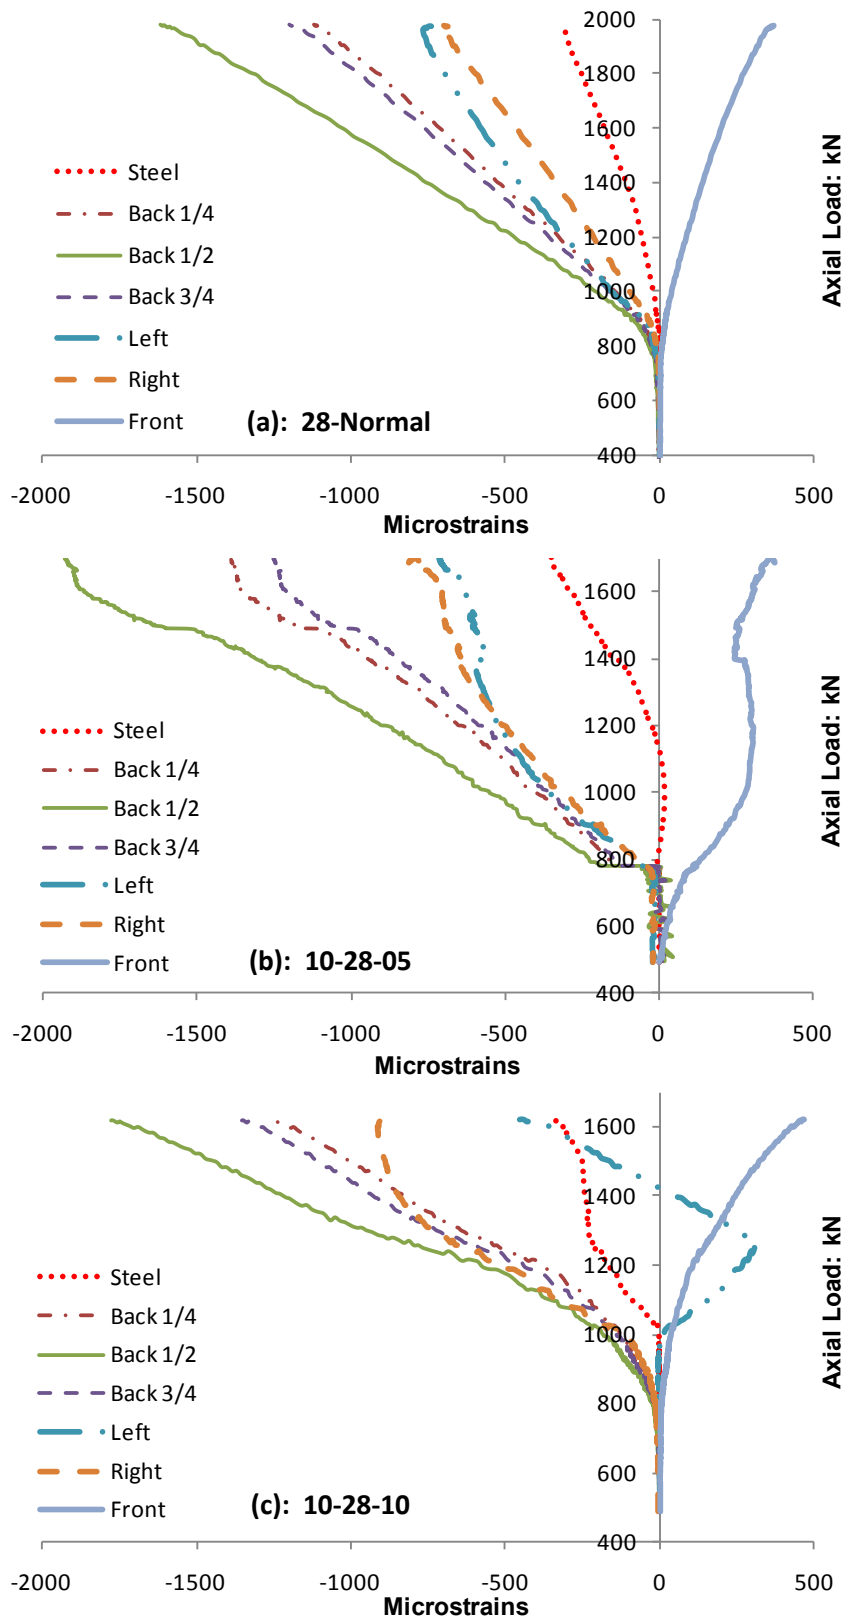 2000
1800
1600
1400
1200
1000
800
600
400
Axial Load: kN
Steel
Back 1/4
Back 1/2
Back 3/4
Left
Right
Front
(a): 28-Normal
-2000 -1500 -1000 -500 0 500
Microstrains
1600
1400
1200
1000
800
600
400
Axial Load: kN
Steel
Back 1/4
Back 1/2
Back 3/4
Left
Right
Front
(b): 10-28-05
-2000 -1500 -1000 -500 0 500
Microstrains
1600
1400
1200
1000
800
600
400
Axial Load: kN
Steel
Back 1/4
Back 1/2
Back 3/4
Left
Right
Front
(c): 10-28-10
-2000 -1500 -1000 -500 0 500
Microstrains